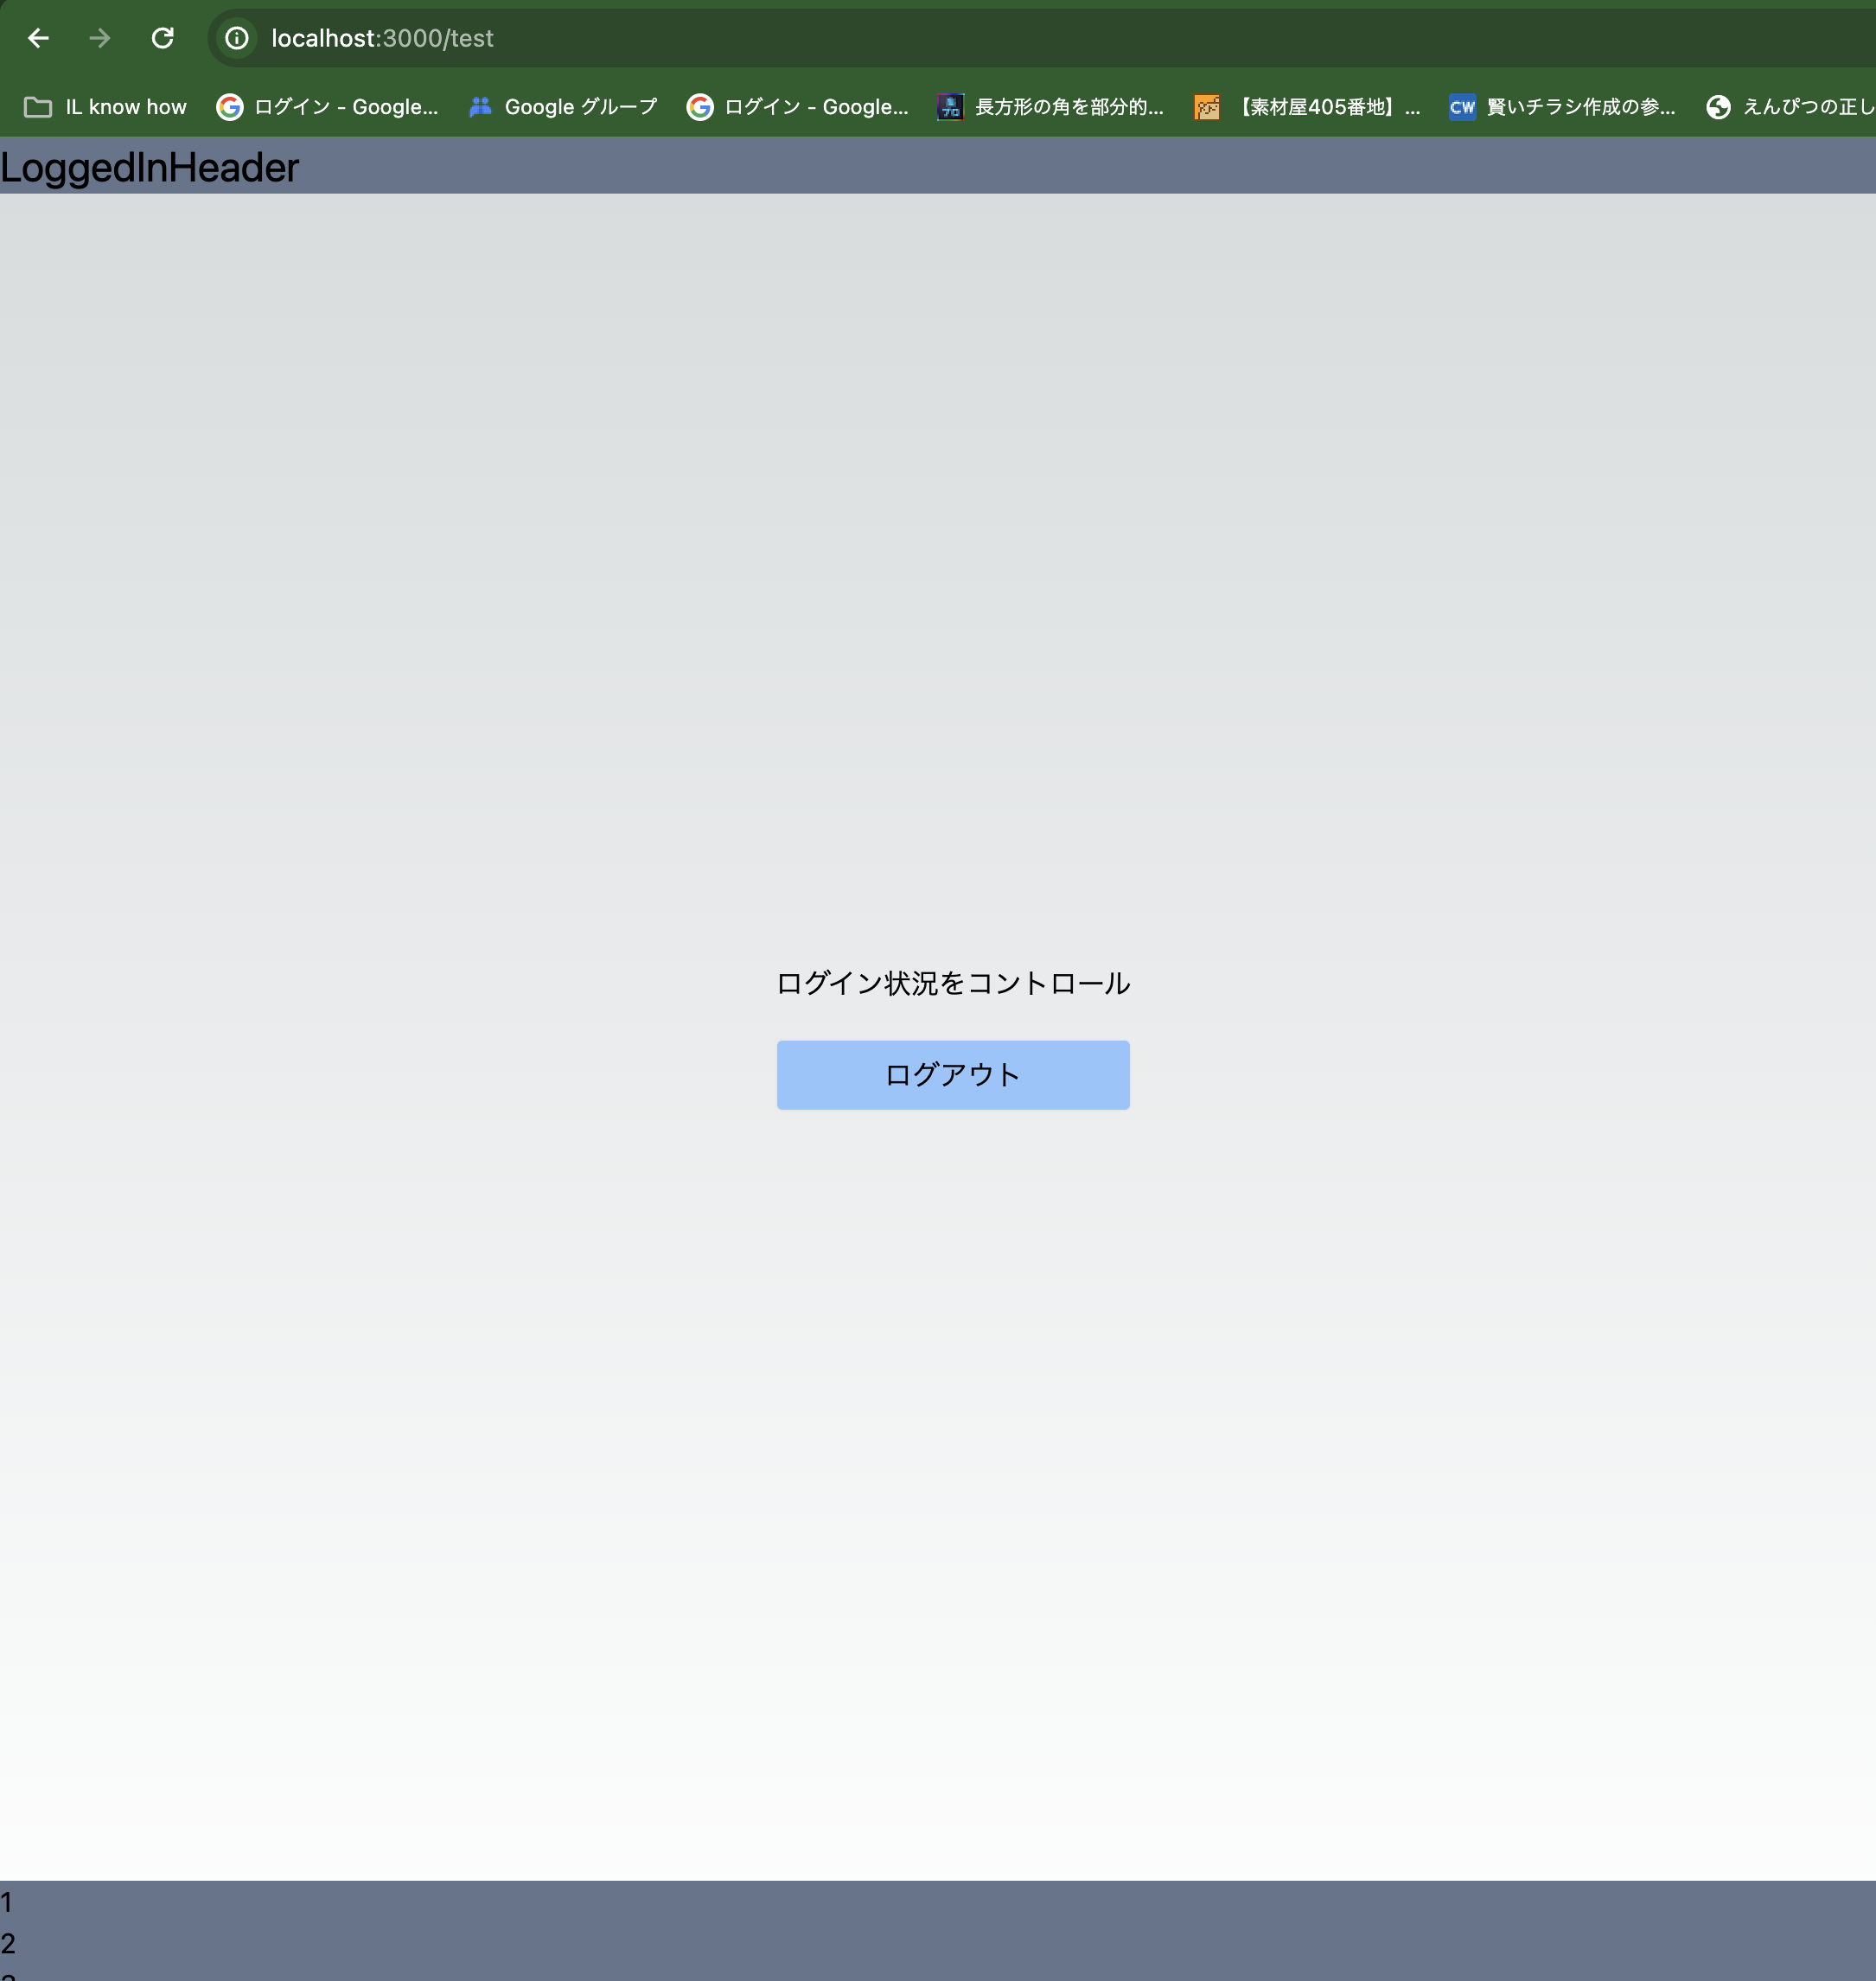 localhost:3000/test
IL know how
ログイン - Google...
Google グループ
ログイン - Google...
長方形の角を部分的...
【素材屋405番地】...
CW
賢いチラシ作成の参...
えんぴつの正し
LoggedInHeader
ログイン状況をコントロール
ログアウト
1
2